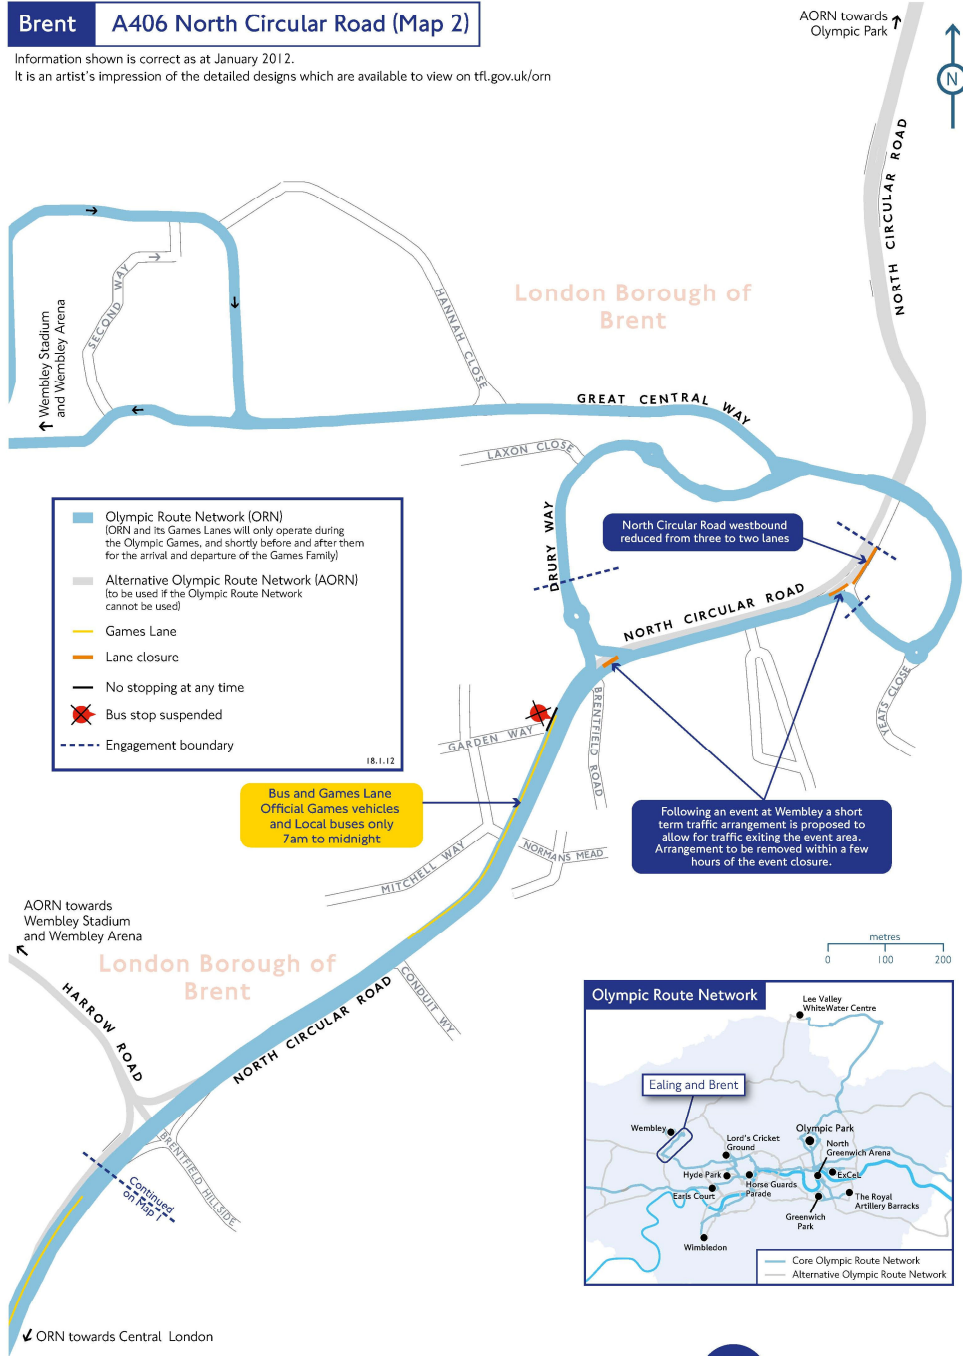 Brent
A406 North Circular Road (Map 2)
Information shown is correct as at January 2012.
It is an artist's impression of the detailed designs which are available to view on tfl.gov.uk/orn
AORN towards
Olympic Park
N
NORTH CIRCULAR ROAD
SECOND WAY
HANNAH CLOSE
London Borough of
Brent
Wembley Stadium
and Wembley Arena
GREAT CENTRAL WAY
LAXON CLOSE
DRURY WAY
Olympic Route Network (ORN)
(ORN and its Games Lanes will only operate during
the Olympic Games, and shortly before and after them
for the arrival and departure of the Games Family)
Alternative Olympic Route Network (AORN)
(to be used if the Olympic Route Network
cannot be used)
Games Lane
Lane closure
No stopping at any time
Bus stop suspended
Engagement boundary
18.1.12
North Circular Road westbound
reduced from three to two lanes
NORTH CIRCULAR ROAD
YEATS CLOSE
BRENTFIELD ROAD
GARDEN WAY
Bus and Games Lane
Official Games vehicles
and Local buses only
7am to midnight
Following an event at Wembley a short
term traffic arrangement is proposed to
allow for traffic exiting the event area.
Arrangement to be removed within a few
hours of the event closure.
NORMANS MEAD
MITCHELL WAY
AORN towards
Wembley Stadium
and Wembley Arena
London Borough of
Brent
HARROW ROAD
NORTH CIRCULAR ROAD
CONDUIT WY
BRENTFIELD HILLSIDE
Continued
on Map 1
ORN towards Central London
metres
0 100 200
Olympic Route Network
Lee Valley
WhiteWater Centre
Ealing and Brent
Wembley
Lord's Cricket
Ground
Olympic Park
North
Greenwich Arena
Hyde Park
ExCeL
Earls Court
Horse Guards
Parade
The Royal
Artillery Barracks
Greenwich
Park
Wimbledon
Core Olympic Route Network
Alternative Olympic Route Network